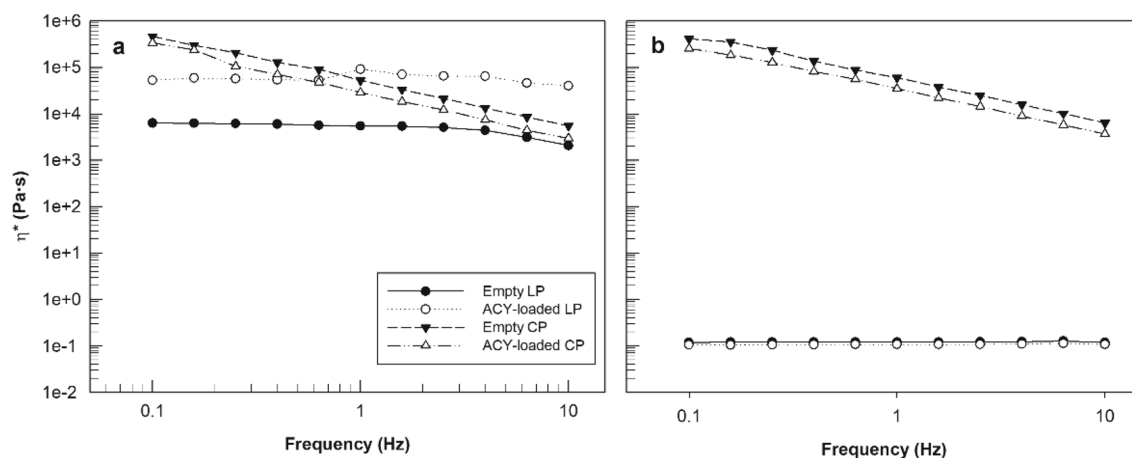 a
b
1e+6
1e+5
1e+4
1e+3
1e+2
1e+1
1e+0
1e-1
1e-2
η* (Pa·s)
Empty LP
ACY-loaded LP
Empty CP
ACY-loaded CP
0.1 1 10
0.1 1 10
Frequency (Hz)
Frequency (Hz)